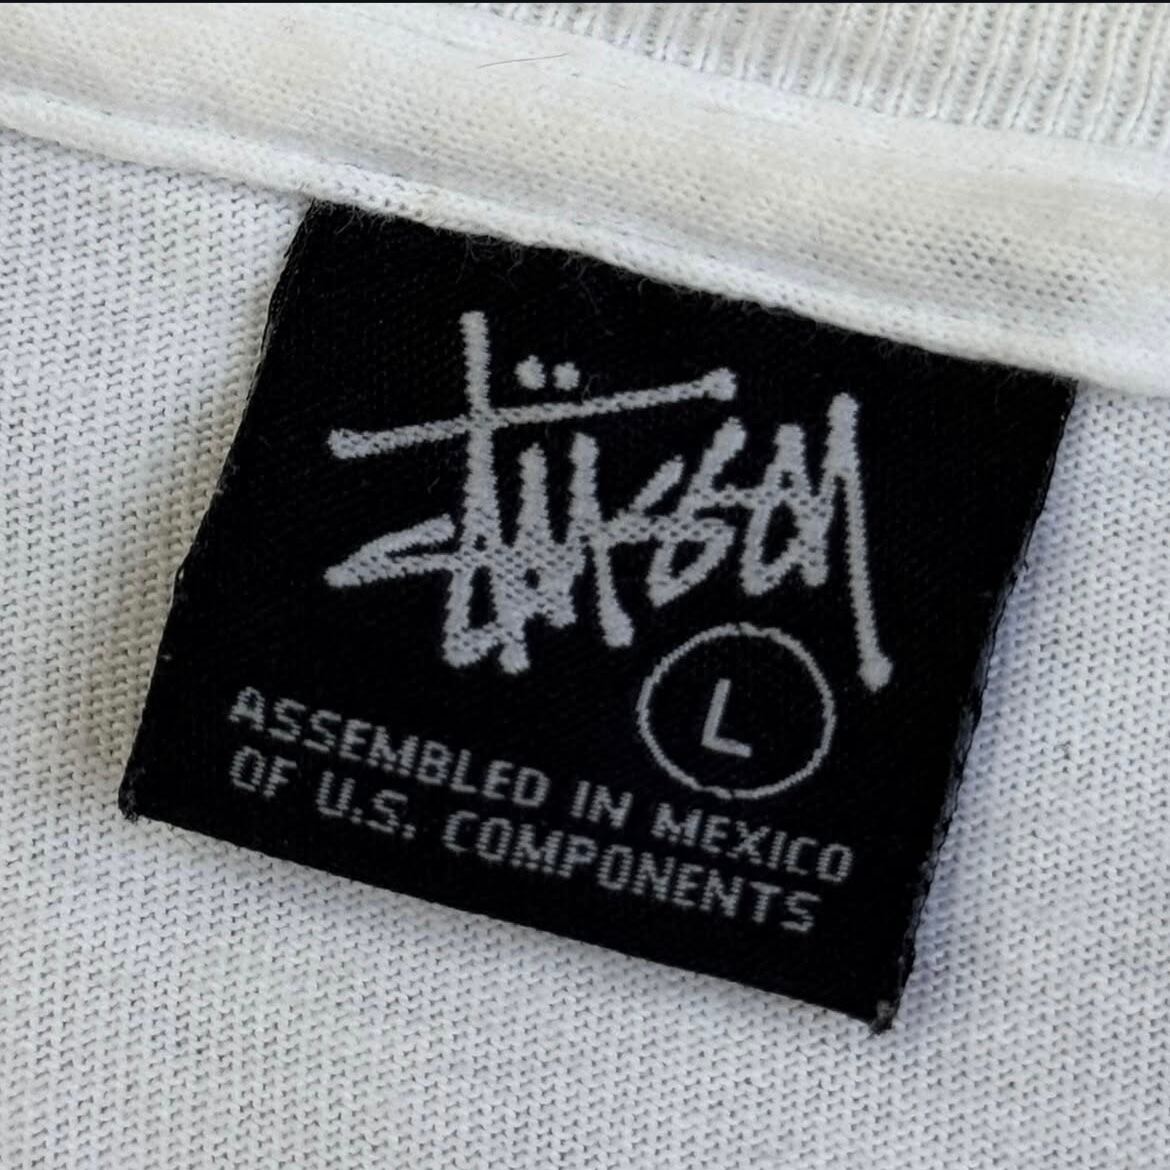 Stüssy
L
ASSEMBLED IN MEXICO
OF U.S. COMPONENTS